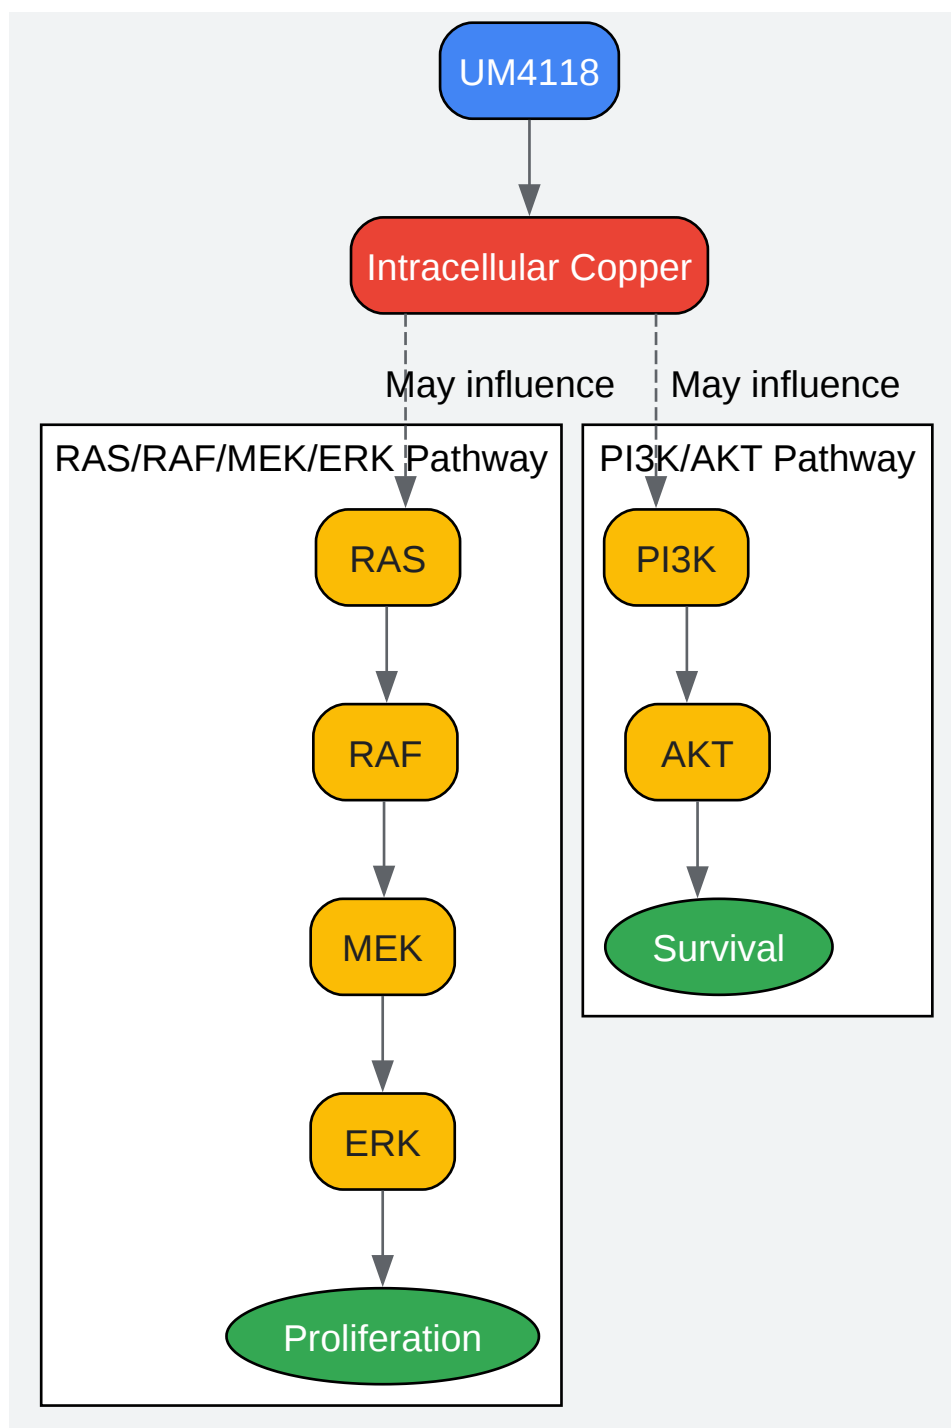 UM4118
Intracellular Copper
May influence
May influence
RAS/RAF/MEK/ERK Pathway
RAS
RAF
MEK
ERK
Proliferation
PI3K/AKT Pathway
PI3K
AKT
Survival